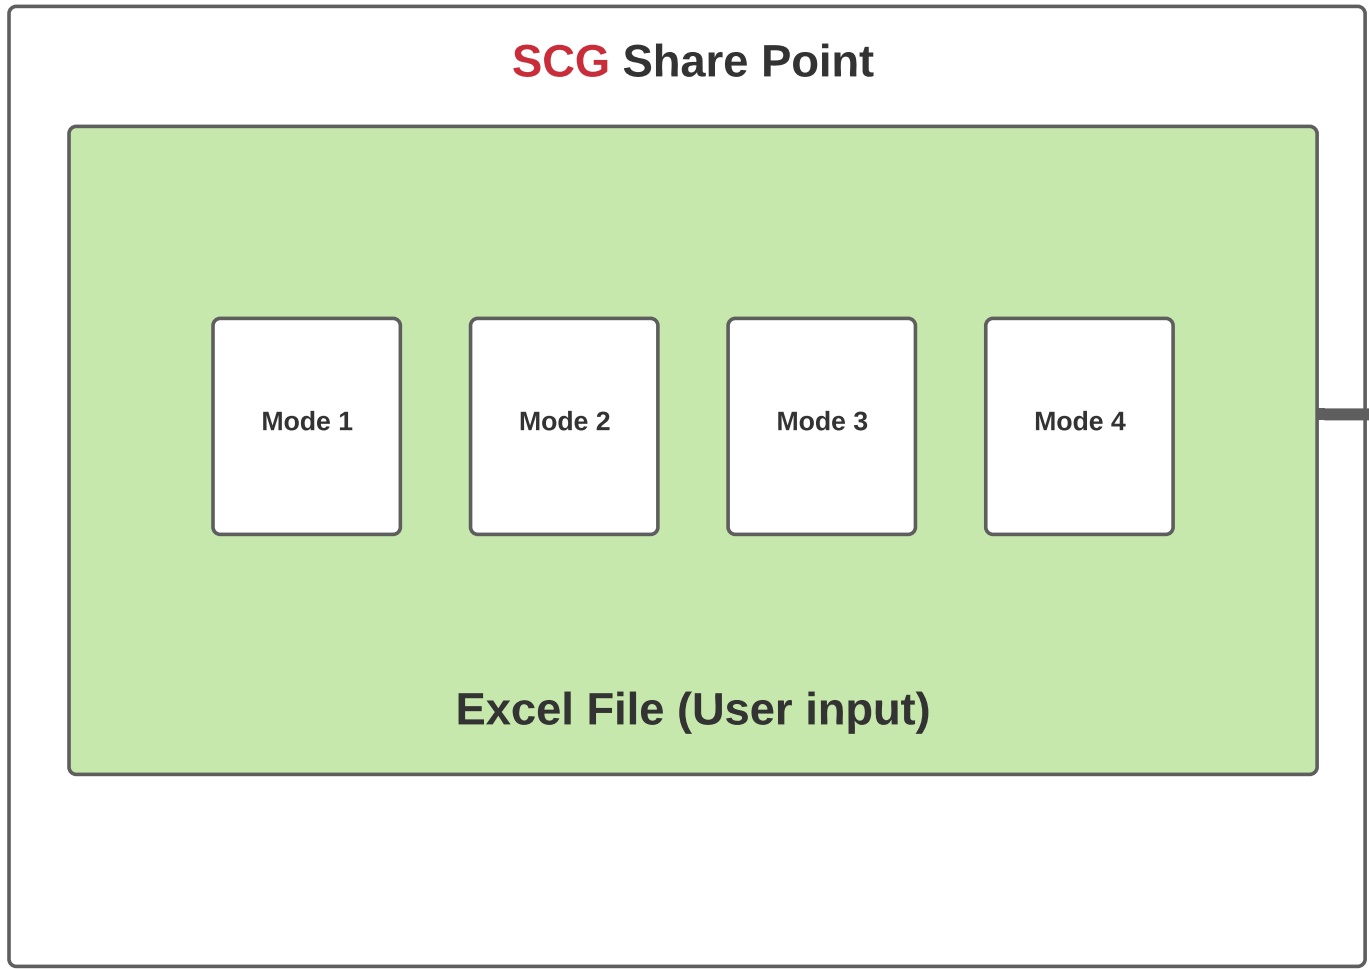 SCG Share Point
Mode 1
Mode 2
Mode 3
Mode 4
Excel File (User input)